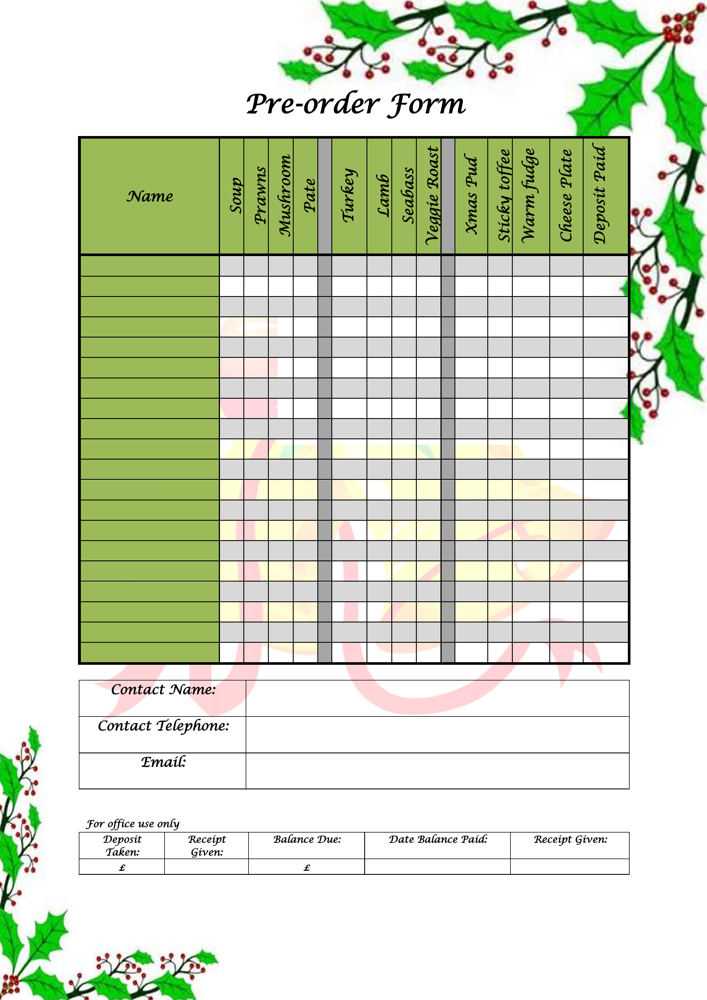 Pre-order Form
Name
Soup
Prawns
Mushroom
Pate
Turkey
Lamb
Seabass
Veggie Roast
Xmas Pud
Sticky toffee
Warm fudge
Cheese Plate
Deposit Paid
Contact Name:
Contact Telephone:
Email:
For office use only
Deposit Taken:
Receipt Given:
Balance Due:
Date Balance Paid:
Receipt Given:
£
£